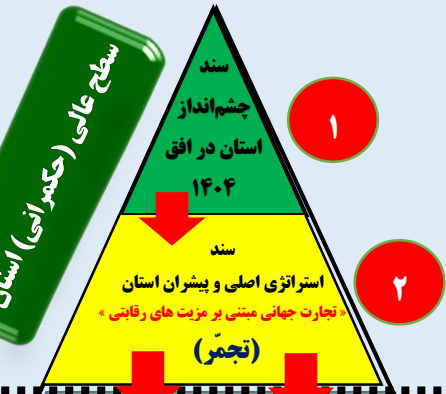 سطح عالی (حکمرانی) استان
سند
چشم‌انداز
استان در افق
۱۴۰۴
۱
سند
استراتژی اصلی و پیشران استان
« تجارت جهانی مبتنی بر مزیت های رقابتی »
(تجمّر)
۲